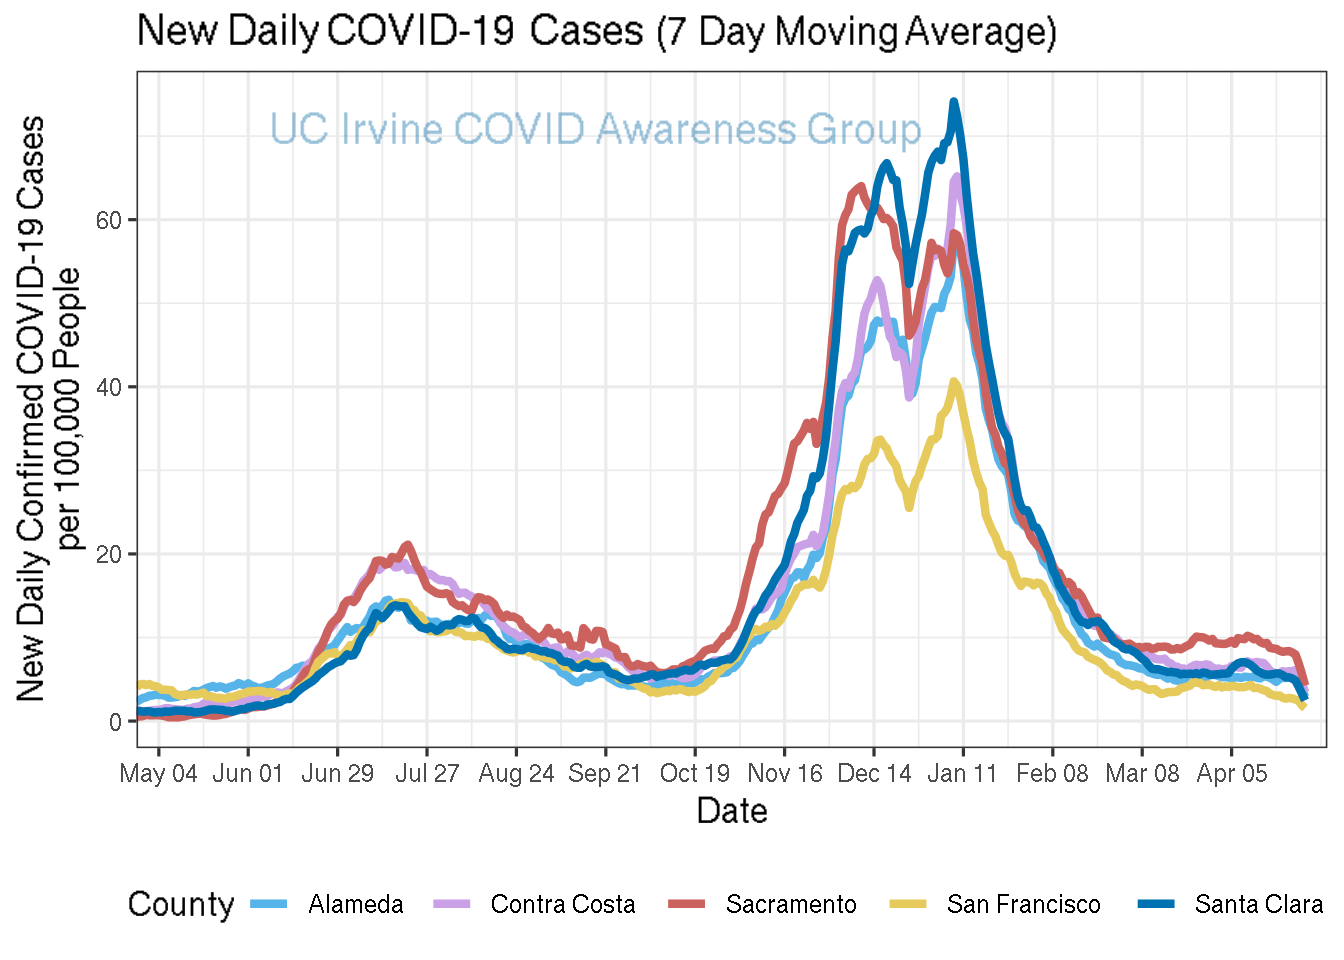 New Daily COVID-19 Cases (7 Day Moving Average)
UC Irvine COVID Awareness Group
New Daily Confirmed COVID-19 Cases
per 100,000 People
60
40
20
0
May 04 Jun 01 Jun 29 Jul 27 Aug 24 Sep 21 Oct 19 Nov 16 Dec 14 Jan 11 Feb 08 Mar 08 Apr 05
Date
County Alameda Contra Costa Sacramento San Francisco Santa Clara